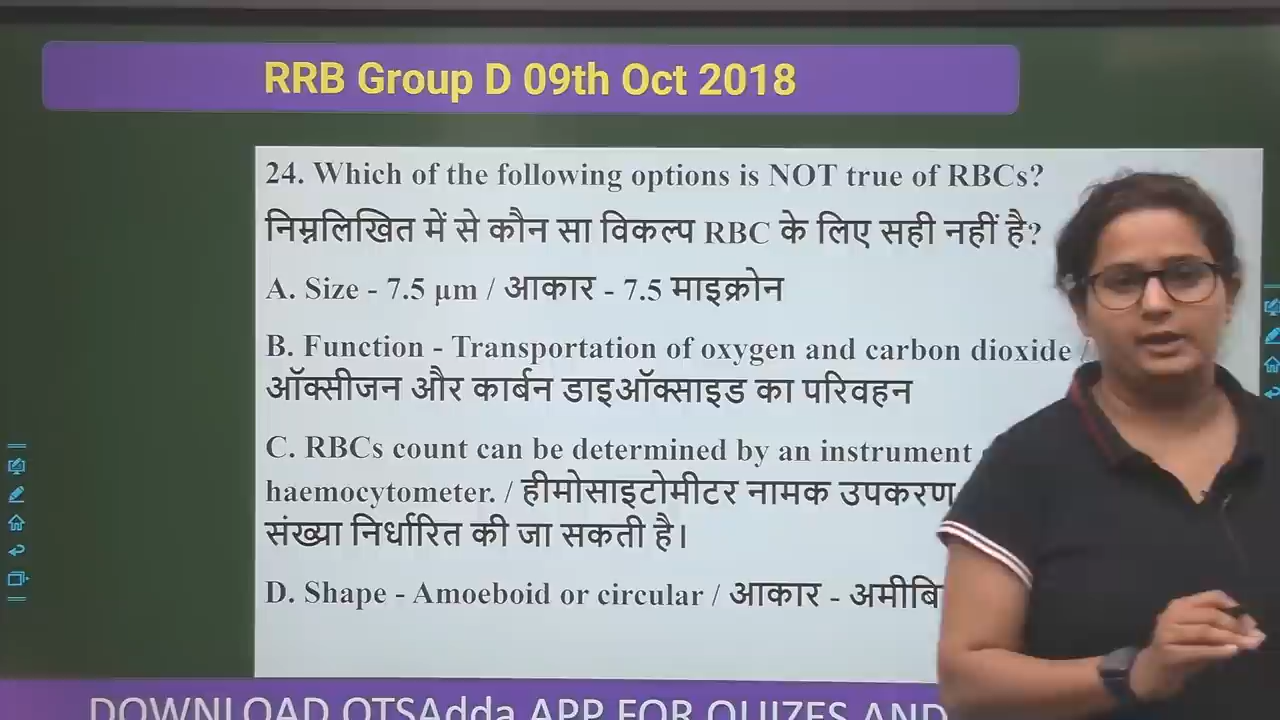 RRB Group D 09th Oct 2018
24. Which of the following options is NOT true of RBCs?
निम्नलिखित में से कौन सा विकल्प RBC के लिए सही नहीं है?
A. Size - 7.5 µm / आकार - 7.5 माइक्रोन
B. Function - Transportation of oxygen and carbon dioxide /
ऑक्सीजन और कार्बन डाइऑक्साइड का परिवहन
C. RBCs count can be determined by an instrument
haemocytometer. / हीमोसाइटोमीटर नामक उपकरण
संख्या निर्धारित की जा सकती है।
D. Shape - Amoeboid or circular / आकार -
DOWNLOAD OTSAdda APP FOR QUIZES AND